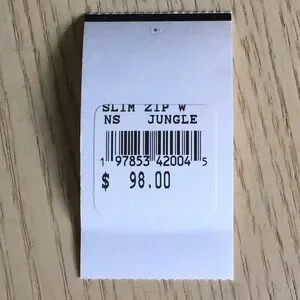 SLIM ZIP W
NS JUNGLE
1 97853 42004 5
$ 98.00